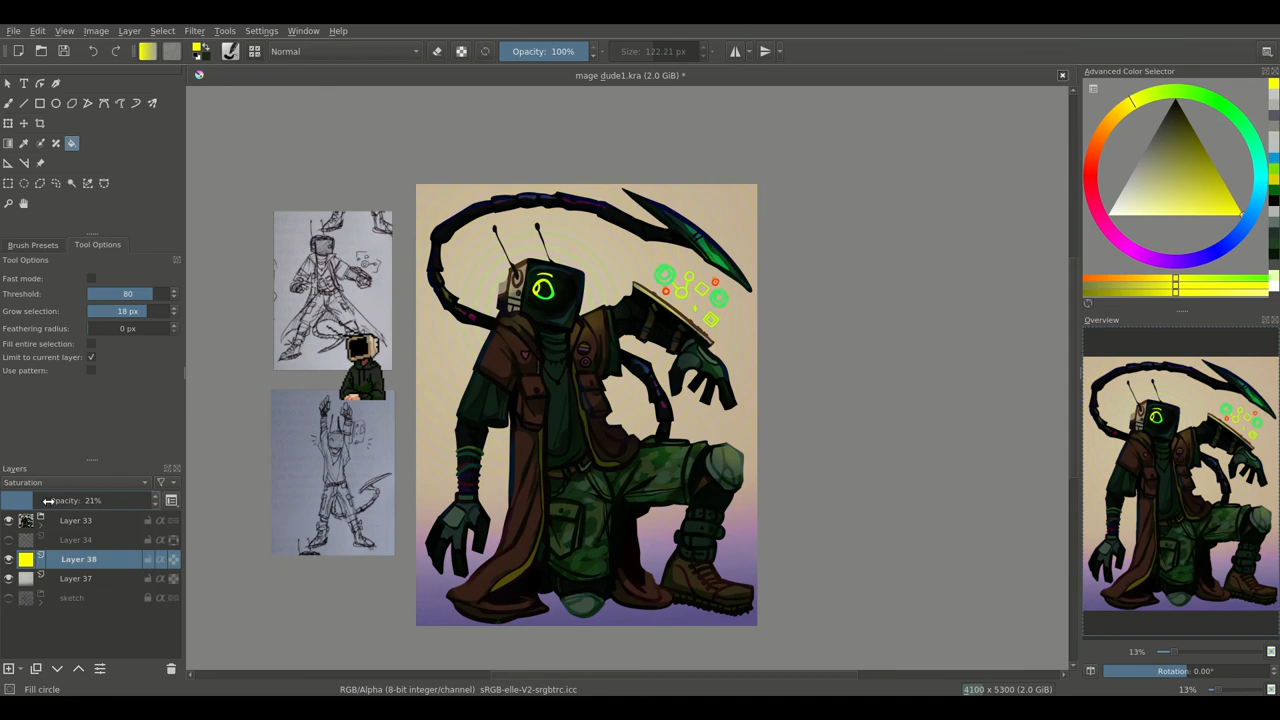 File Edit View Image Layer Select Filter Tools Settings Window Help
Normal
Opacity: 100%
Size: 122.21 px
mage dude1.kra (2.0 GiB) *
Advanced Color Selector
Brush Presets
Tool Options
Tool Options
Fast mode:
Threshold: 80
Grow selection: 18 px
Feathering radius: 0 px
Fill entire selection:
Limit to current layer:
Use pattern:
Overview
Layers
Saturation
pacity: 21%
Layer 33
Layer 34
Layer 38
Layer 37
sketch
13%
Rotation: 0.00°
Fill circle
RGB/Alpha (8-bit integer/channel) sRGB-elle-V2-srgbtrc.icc
4100 x 5300 (2.0 GiB)
13%